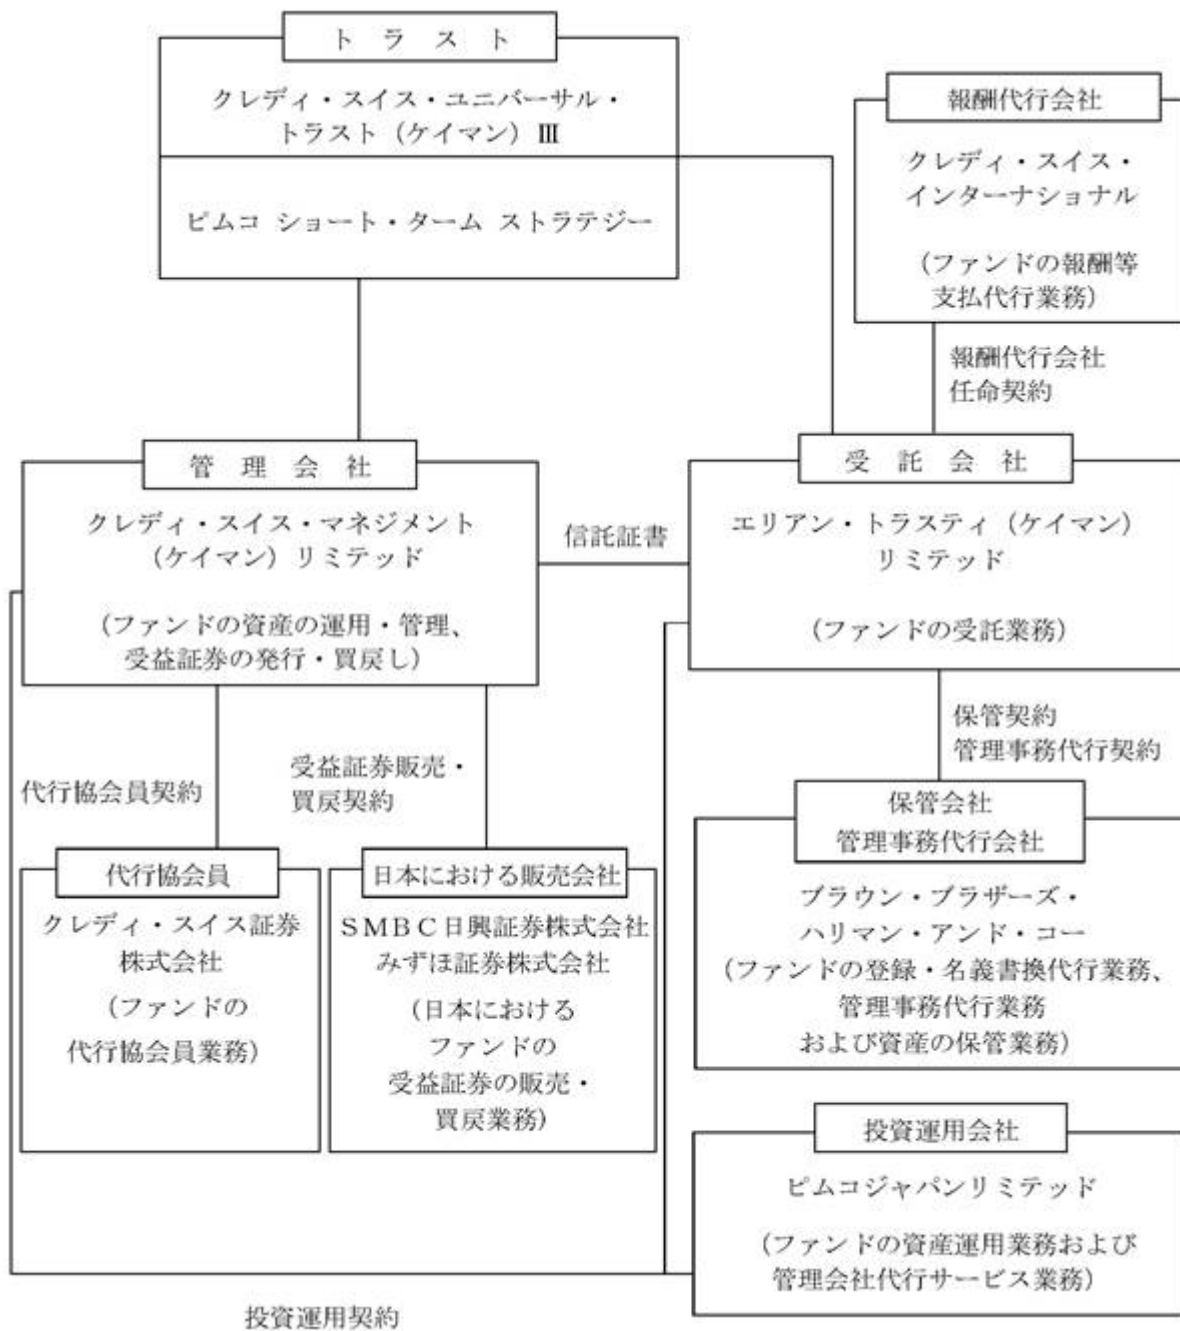 トラスト
クレディ・スイス・ユニバーサル・
トラスト（ケイマン）Ⅲ
ピムコ ショート・ターム ストラテジー
報酬代行会社
クレディ・スイス・
インターナショナル
（ファンドの報酬等
支払代行業務）
報酬代行会社
任命契約
管理会社
クレディ・スイス・マネジメント
（ケイマン）リミテッド
（ファンドの資産の運用・管理、
受益証券の発行・買戻し）
信託証書
受託会社
エリアン・トラスティ（ケイマン）
リミテッド
（ファンドの受託業務）
代行協会員契約
受益証券販売・
買戻契約
保管契約
管理事務代行契約
代行協会員
クレディ・スイス証券
株式会社
（ファンドの
代行協会員業務）
日本における販売会社
ＳＭＢＣ日興証券株式会社
みずほ証券株式会社
（日本における
ファンドの
受益証券の販売・
買戻業務）
保管会社
管理事務代行会社
ブラウン・ブラザーズ・
ハリマン・アンド・コー
（ファンドの登録・名義書換代行業務、
管理事務代行業務
および資産の保管業務）
投資運用会社
ピムコジャパンリミテッド
（ファンドの資産運用業務および
管理会社代行サービス業務）
投資運用契約